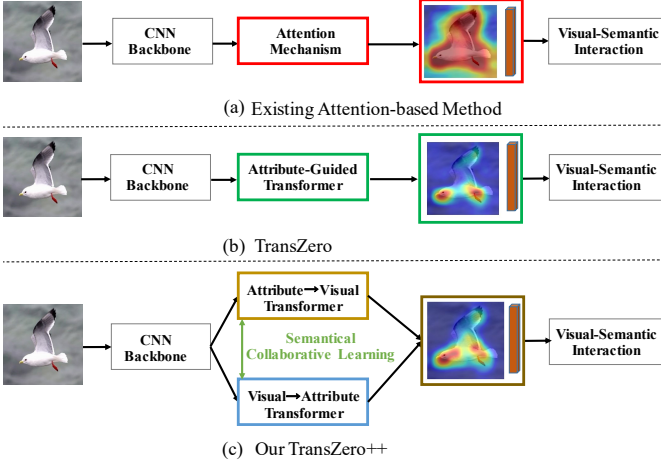 CNN
Backbone
Attention
Mechanism
Visual-Semantic
Interaction
(a) Existing Attention-based Method
CNN
Backbone
Attribute-Guided
Transformer
Visual-Semantic
Interaction
(b) TransZero
Attribute→Visual
Transformer
CNN
Backbone
Semantical
Collaborative Learning
Visual-Semantic
Interaction
Visual→Attribute
Transformer
(c) Our TransZero++